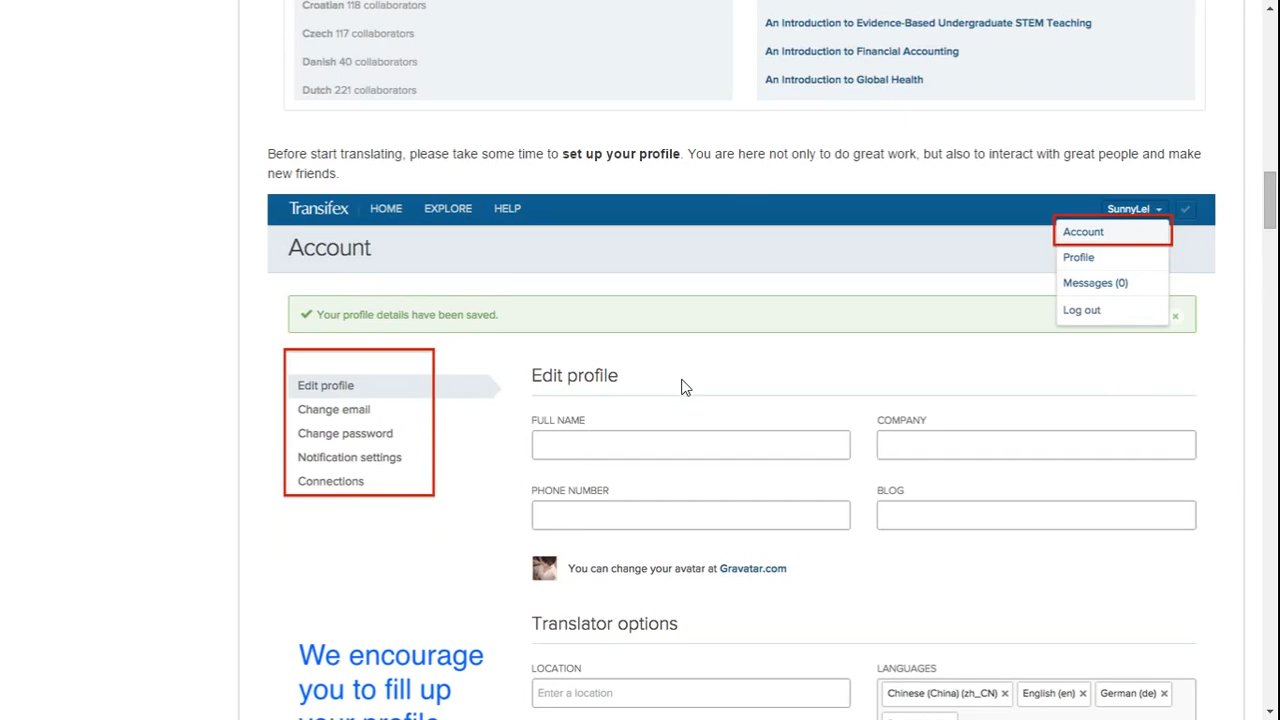 Croatian 118 collaborators
Czech 117 collaborators
Danish 40 collaborators
Dutch 221 collaborators
An Introduction to Evidence-Based Undergraduate STEM Teaching
An Introduction to Financial Accounting
An Introduction to Global Health
Before start translating, please take some time to set up your profile. You are here not only to do great work, but also to interact with great people and make
new friends.
Transifex HOME EXPLORE HELP SunnyLei
Account
Account
Profile
Messages (0)
Log out
Your profile details have been saved.
Edit profile
Change email
Change password
Notification settings
Connections
Edit profile
FULL NAME COMPANY
PHONE NUMBER BLOG
You can change your avatar at Gravatar.com
Translator options
LOCATION LANGUAGES
Enter a location Chinese (China) (zh_CN) × English (en) × German (de) ×
We encourage
you to fill up
your profile